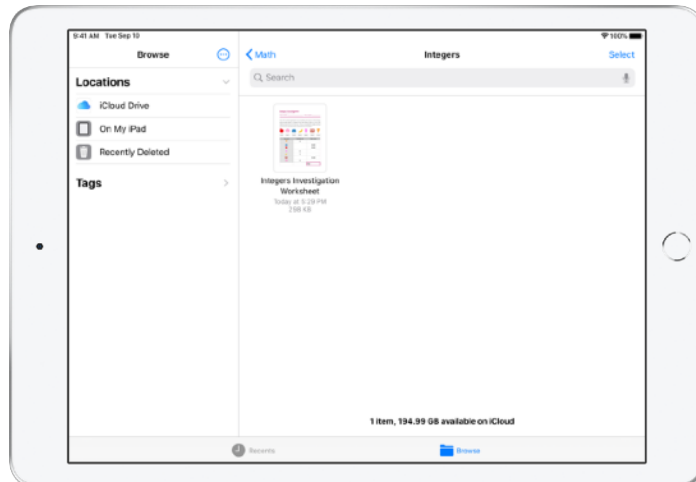 9:41 AM Tue Sep 10
100%
Browse
Locations
iCloud Drive
On My iPad
Recently Deleted
Tags
Math
Integers
Select
Search
Integers Investigation
Worksheet
Today at 5:29 PM
298 KB
1 item, 194.99 GB available on iCloud
Recents
Browse